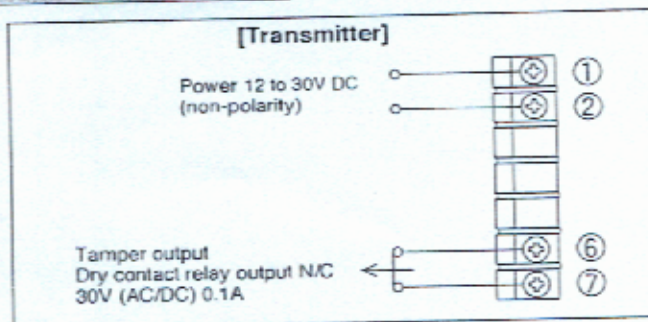 [Transmitter]
Power 12 to 30V DC
(non-polarity)
①
②
Tamper output
Dry contact relay output N/C
30V (AC/DC) 0.1A
⑥
⑦